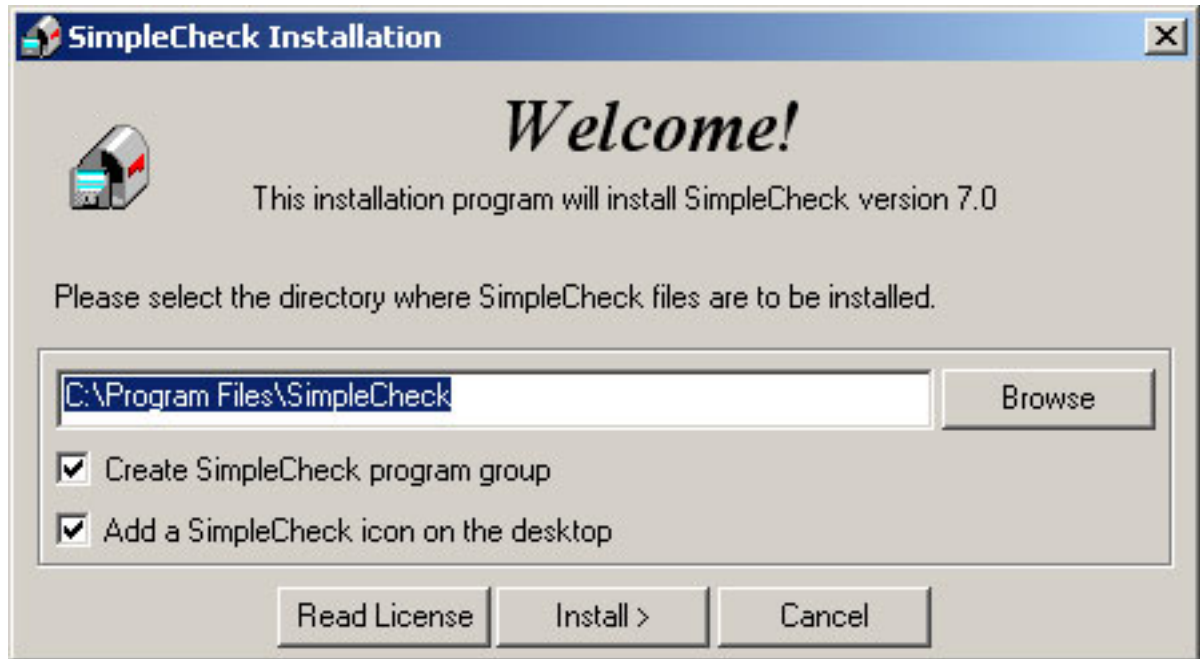 SimpleCheck Installation
Welcome!
This installation program will install SimpleCheck version 7.0
Please select the directory where SimpleCheck files are to be installed.
C:\Program Files\SimpleCheck
Browse
Create SimpleCheck program group
Add a SimpleCheck icon on the desktop
Read License
Install >
Cancel